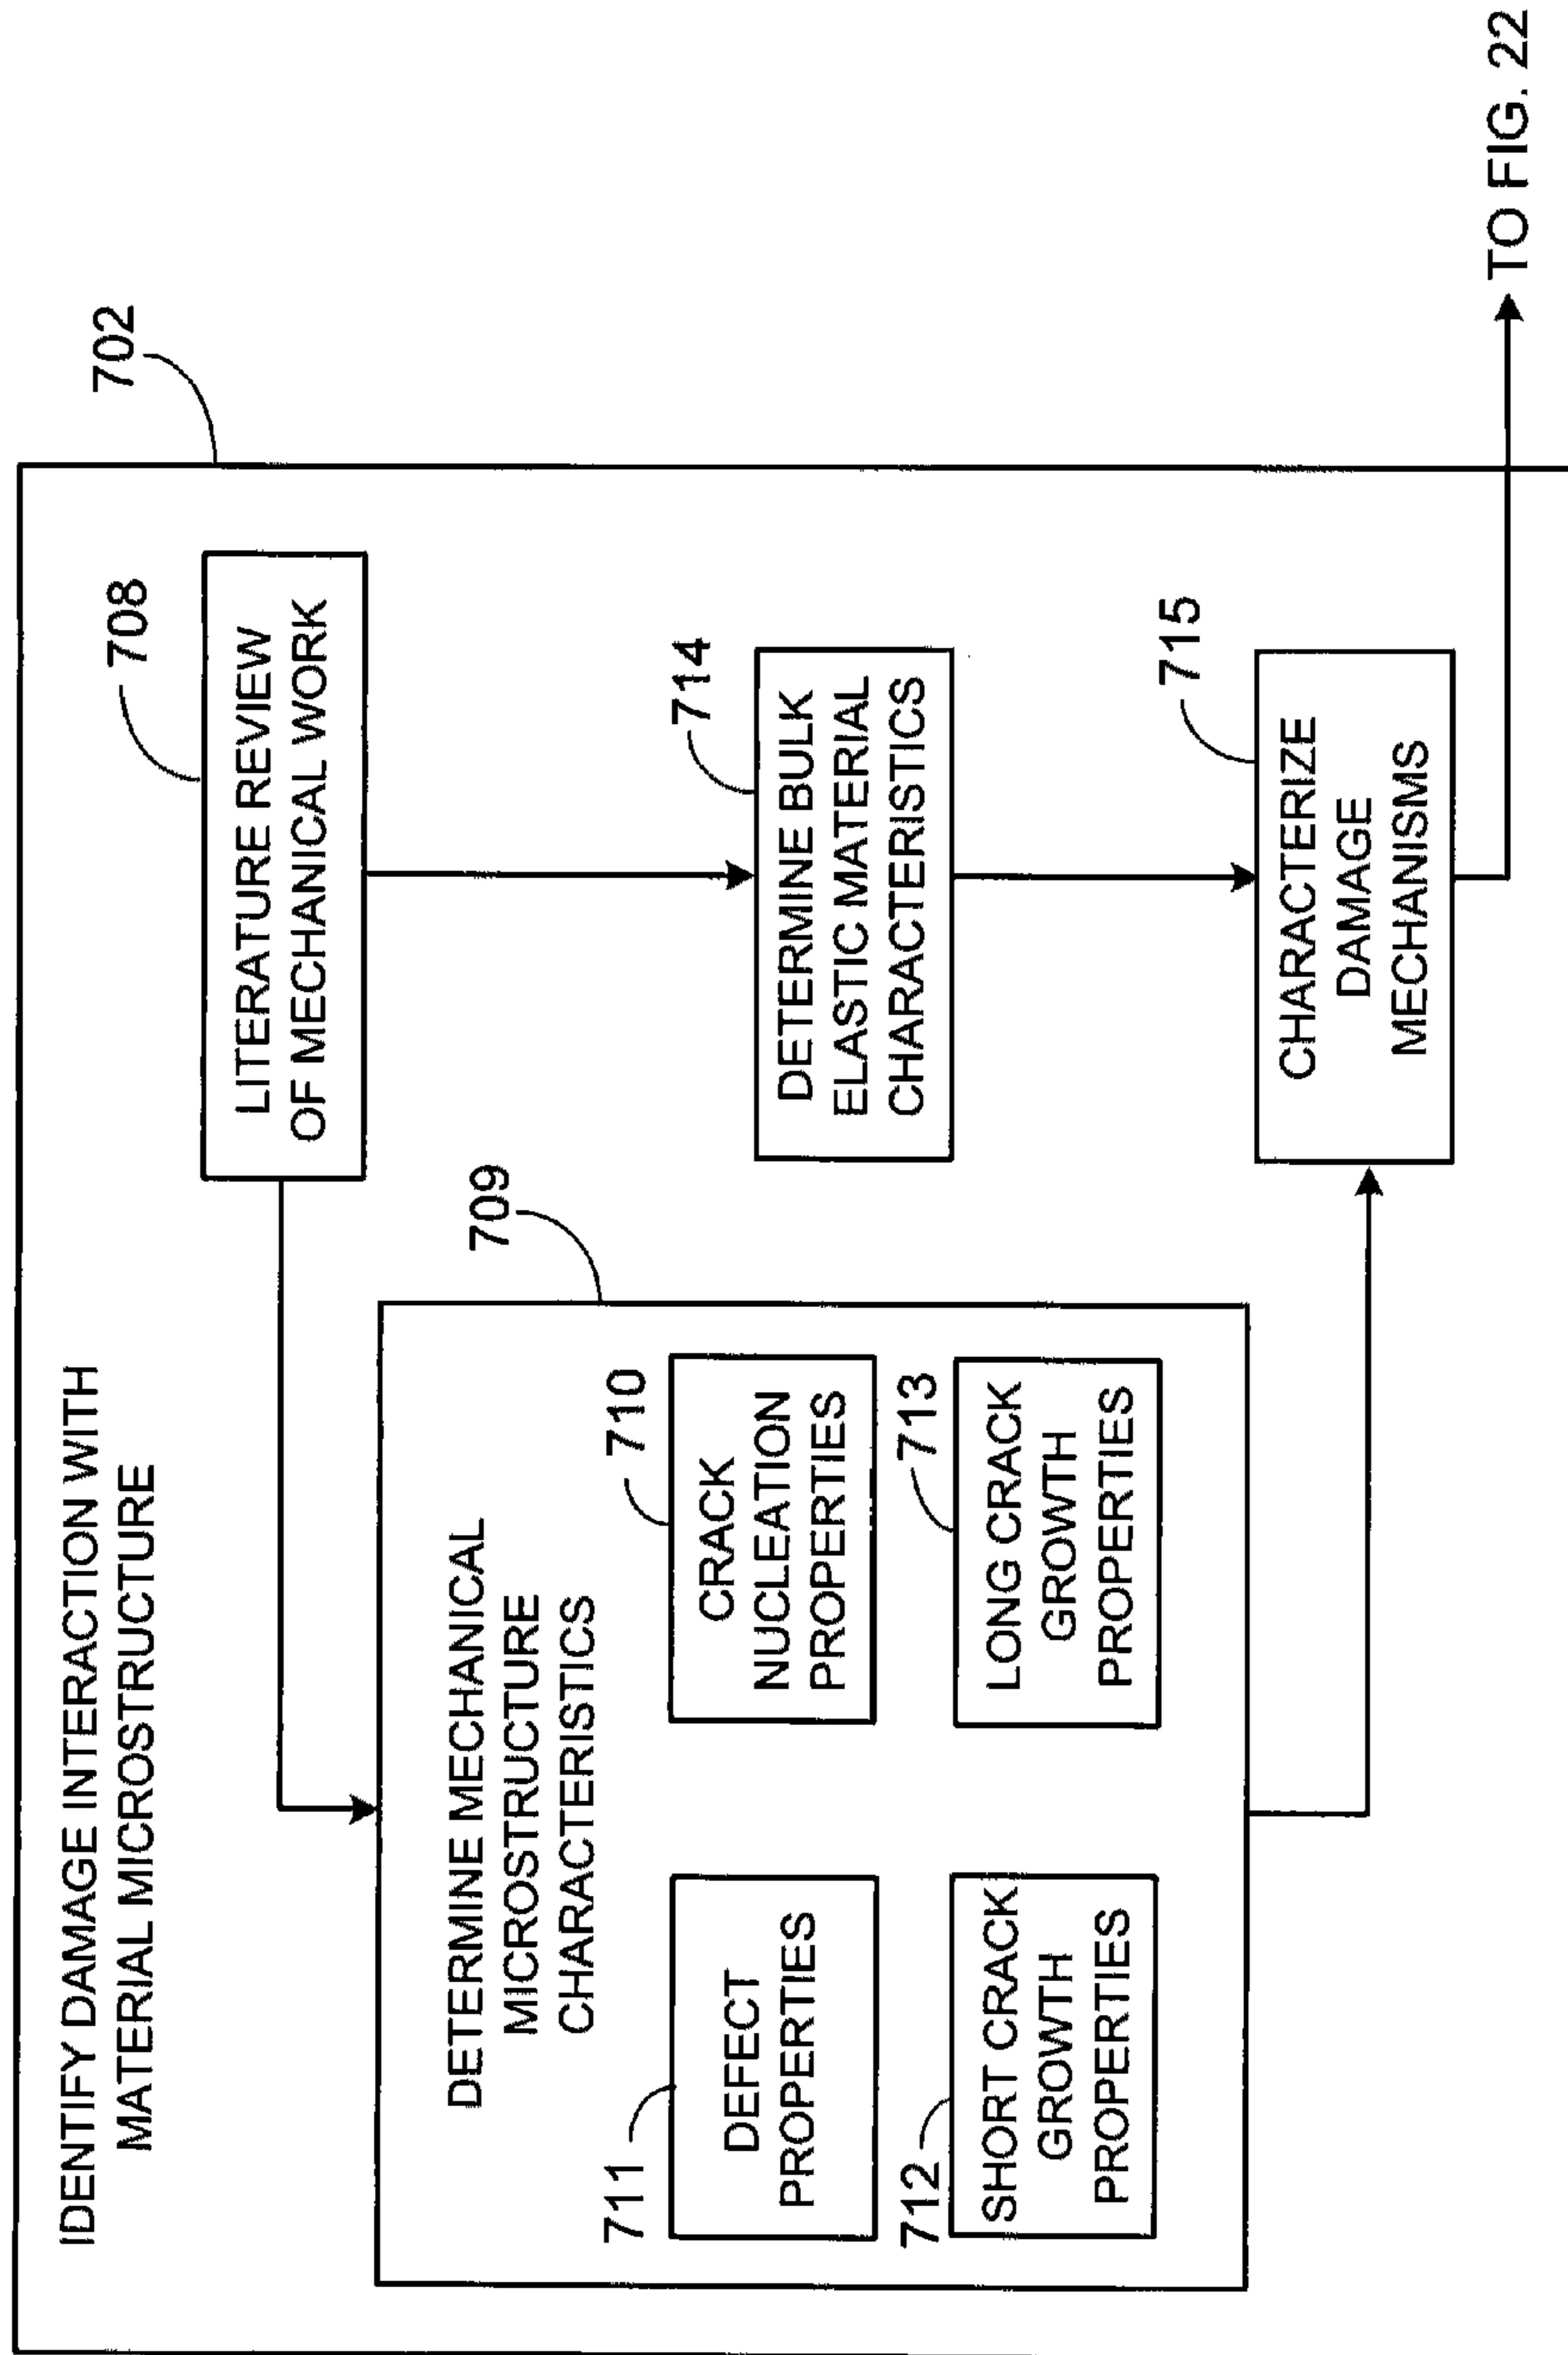 IDENTIFY DAMAGE INTERACTION WITH
MATERIAL MICROSTRUCTURE
702
708
LITERATURE REVIEW
OF MECHANICAL WORK
709
DETERMINE MECHANICAL
MICROSTRUCTURE
CHARACTERISTICS
711
DEFECT
PROPERTIES
710
CRACK
NUCLEATION
PROPERTIES
712
SHORT CRACK
GROWTH
PROPERTIES
713
LONG CRACK
GROWTH
PROPERTIES
714
DETERMINE BULK
ELASTIC MATERIAL
CHARACTERISTICS
715
CHARACTERIZE
DAMAGE
MECHANISMS
TO FIG. 22